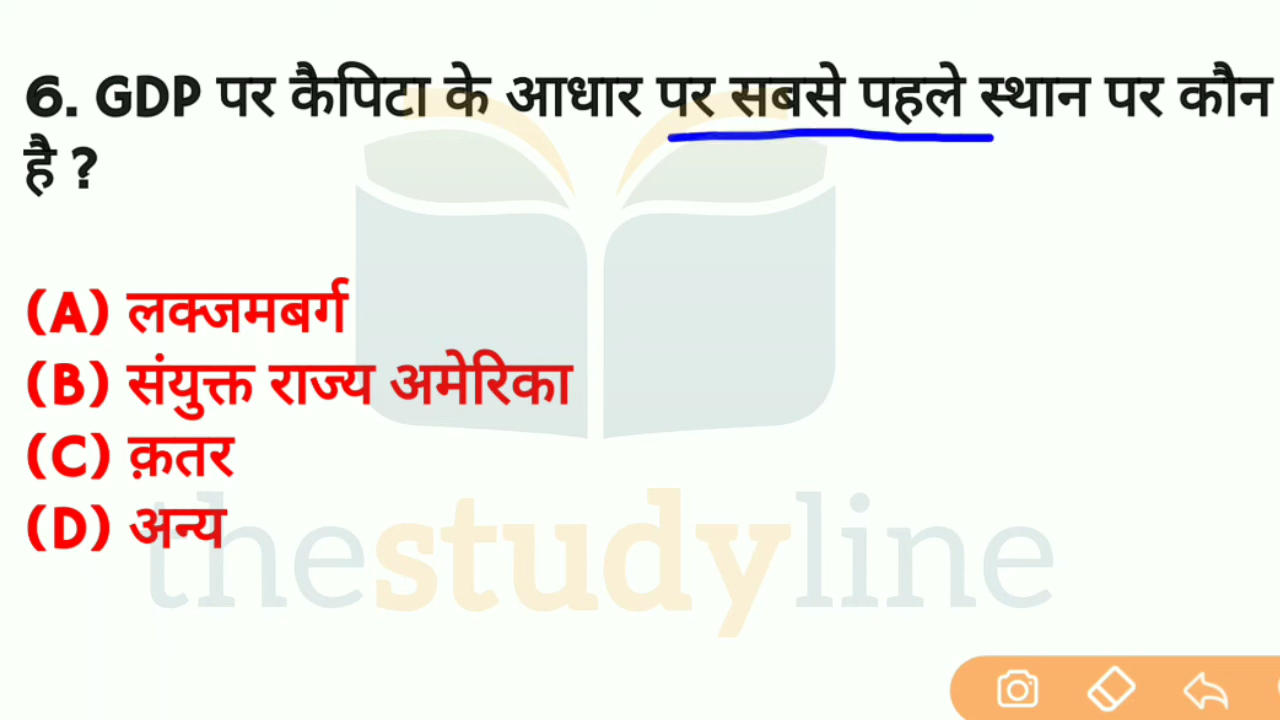 6. GDP पर कैपिटा के आधार पर सबसे पहले स्थान पर कौन
है ?
(A) लक्जमबर्ग
(B) संयुक्त राज्य अमेरिका
(C) क़तर
(D) अन्य
thestudyline